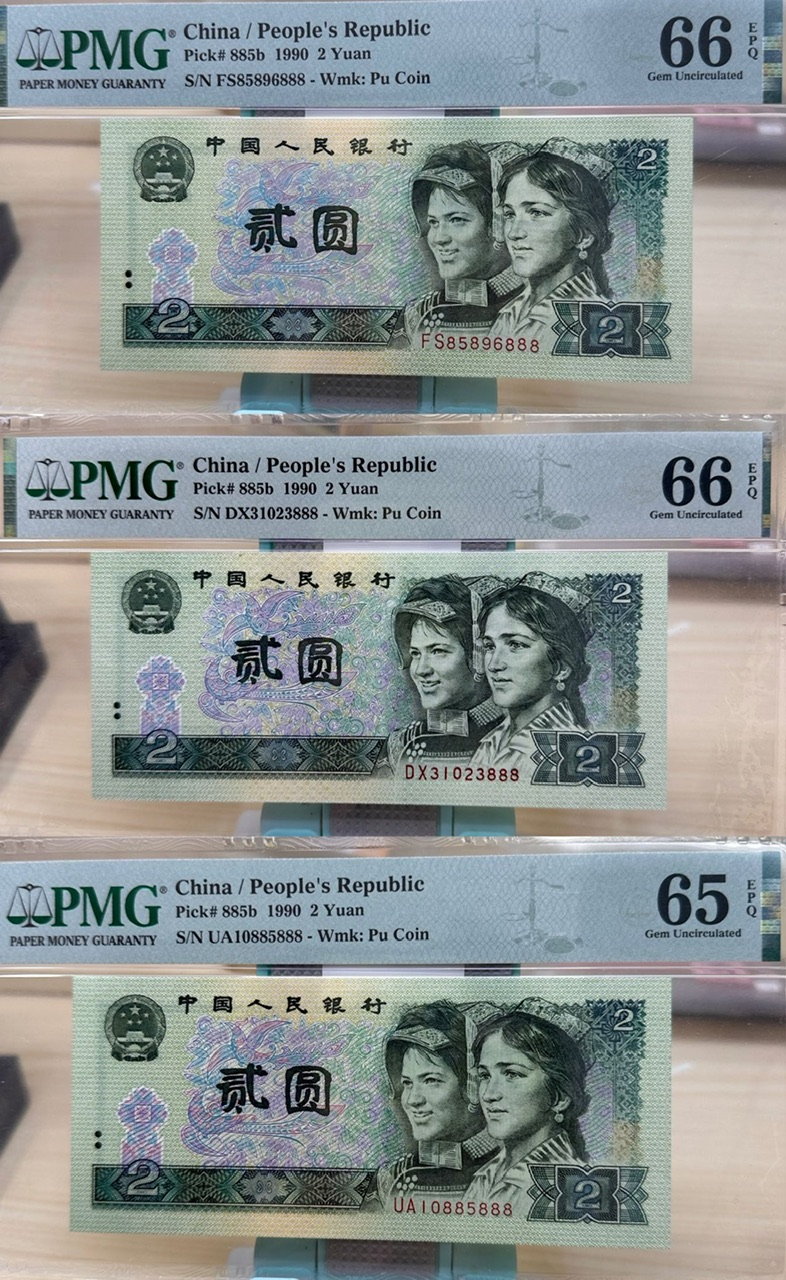 PMG®
PAPER MONEY GUARANTY
China / People's Republic
Pick# 885b 1990 2 Yuan
S/N FS85896888 - Wmk: Pu Coin
66
EPQ
Gem Uncirculated
中国人民银行
2
贰圆
2
FS85896888
2
PMG®
PAPER MONEY GUARANTY
China / People's Republic
Pick# 885b 1990 2 Yuan
S/N DX31023888 - Wmk: Pu Coin
66
EPQ
Gem Uncirculated
中国人民银行
2
贰圆
2
DX31023888
2
PMG®
PAPER MONEY GUARANTY
China / People's Republic
Pick# 885b 1990 2 Yuan
S/N UA10885888 - Wmk: Pu Coin
65
EPQ
Gem Uncirculated
中国人民银行
2
贰圆
2
UA10885888
2